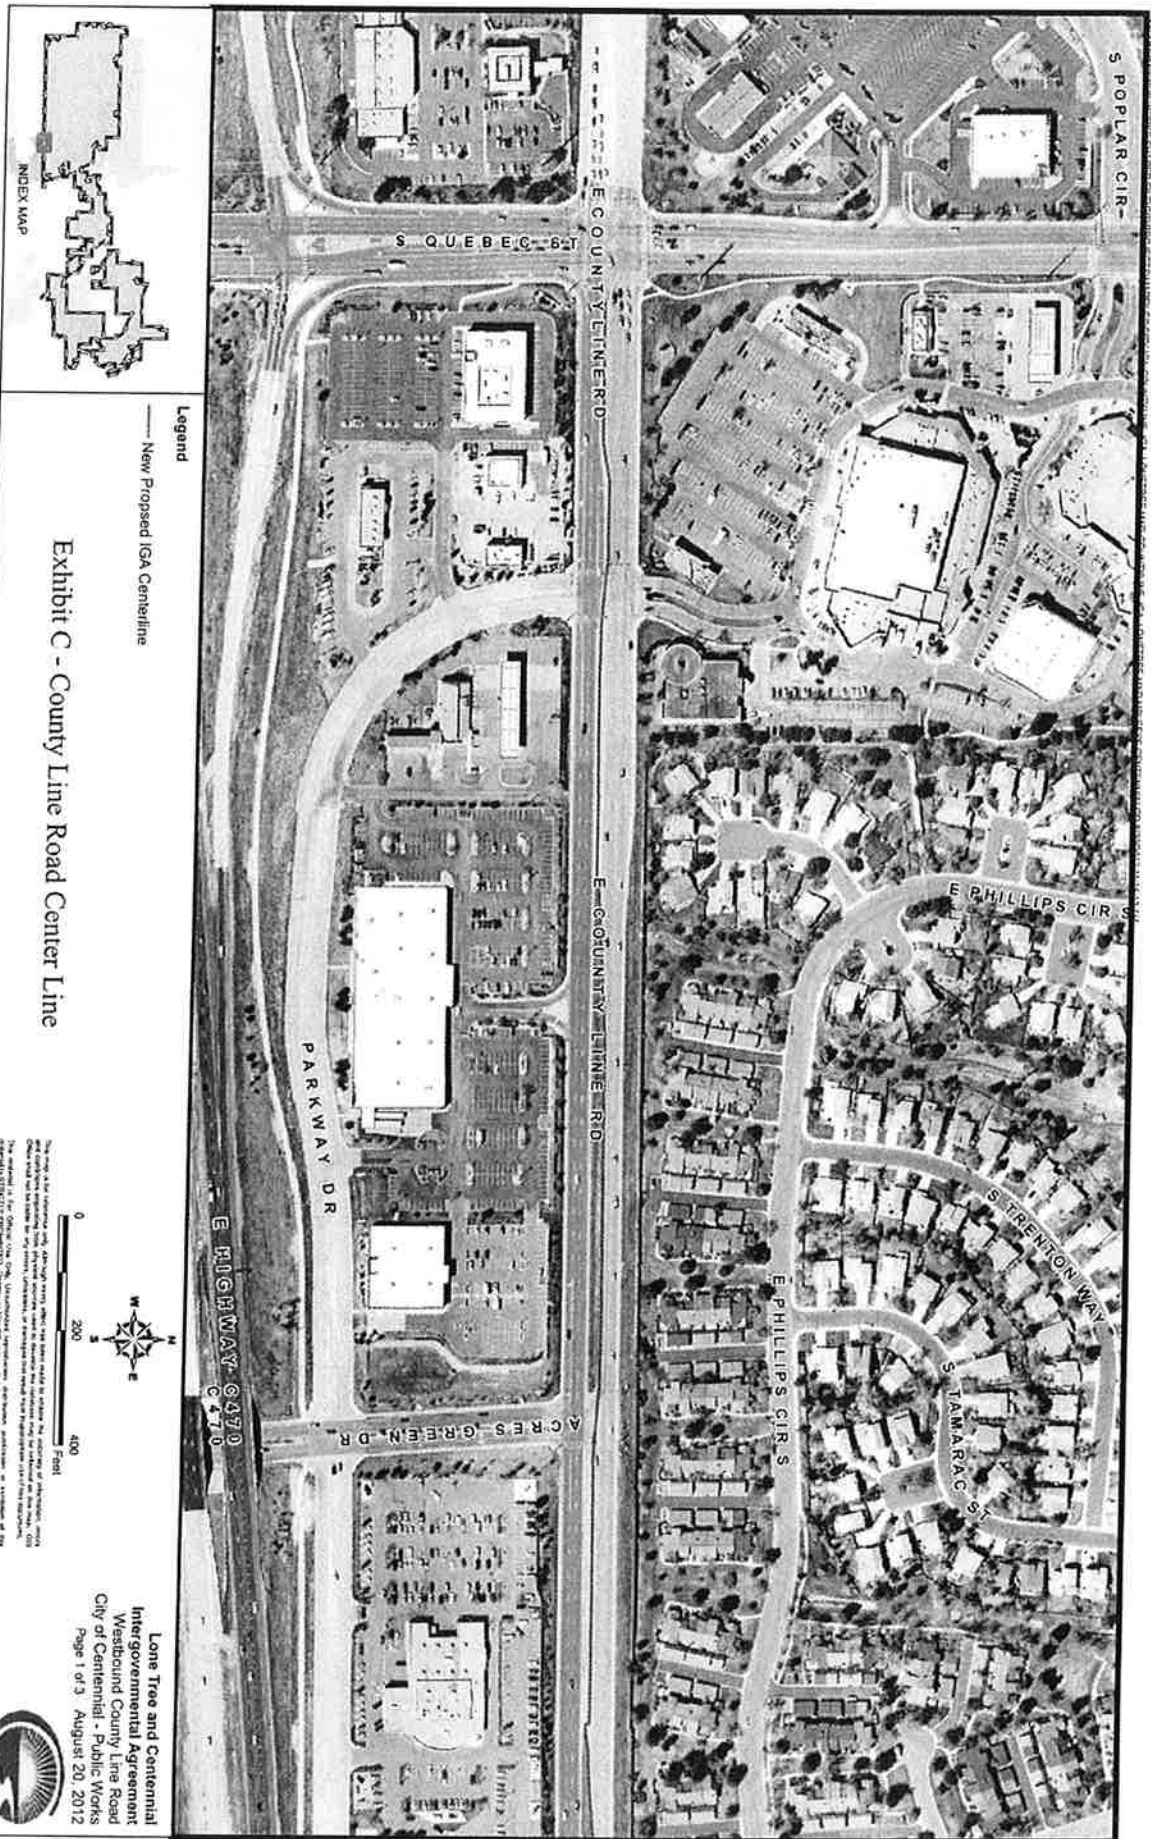 S POPLAR CIR
E COUNTY LINE RD
S QUEBEC ST
E PHILLIPS CIR S
E COUNTY LINE RD
S TRENTON WAY
PARKWAY DR
E PHILLIPS CIR S
S TAMARAC ST
ACRES GREEN DR
E HIGHWAY C470
C470
INDEX MAP
Legend
New Propsed IGA Centerline
Exhibit C - County Line Road Center Line
N
W
E
S
0
200
400
Feet
Lone Tree and Centennial
Intergovernmental Agreement
Westbound County Line Road
City of Centennial - Public Works
Page 1 of 3 August 20, 2012